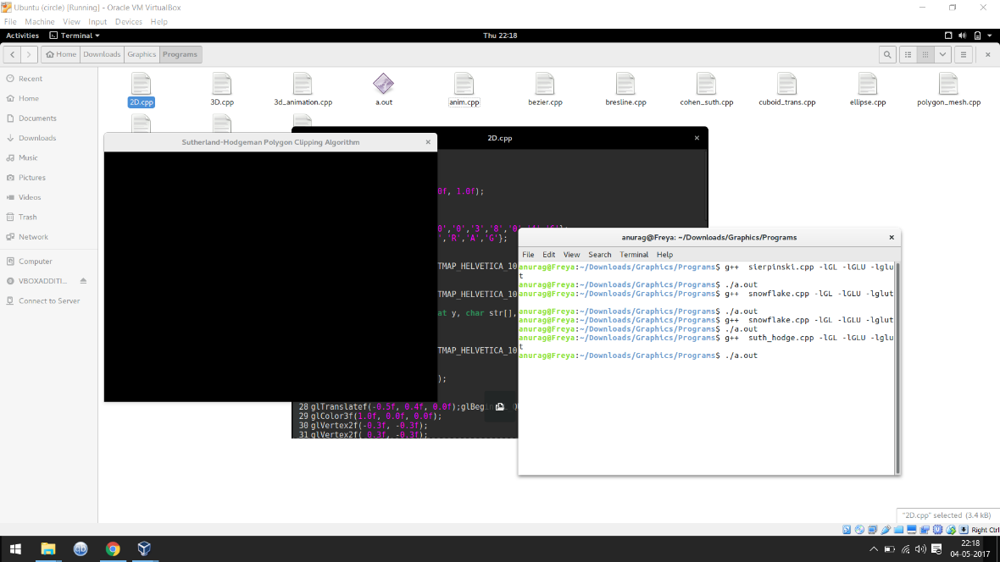 Ubuntu (circle) [Running] - Oracle VM VirtualBox
File Machine View Input Devices Help
Activities Terminal Thu 22:18
Home Downloads Graphics Programs
Recent
Home
Documents
Downloads
Music
Pictures
Videos
Trash
Network
Computer
VBOXADDITI...
Connect to Server
2D.cpp 3D.cpp 3d_animation.cpp a.out anim.cpp bezier.cpp bresline.cpp cohen_suth.cpp cuboid_trans.cpp ellipse.cpp polygon_mesh.cpp
Sutherland-Hodgeman Polygon Clipping Algorithm
2D.cpp
0f, 1.0f);
0','0','3','8','0'
','R','A','G'};
TMAP_HELVETICA_10
TMAP_HELVETICA_10
at y, char str[],
TMAP_HELVETICA_10
);
28 glTranslatef(-0.5f, 0.4f, 0.0f);glBegin
29 glColor3f(1.0f, 0.0f, 0.0f);
30 glVertex2f(-0.3f, -0.3f);
31 glVertex2f( 0.3f, -0.3f);
anurag@Freya: ~/Downloads/Graphics/Programs
File Edit View Search Terminal Help
anurag@Freya:~/Downloads/Graphics/Programs$ g++ sierpinski.cpp -lGL -lGLU -lglu
t
anurag@Freya:~/Downloads/Graphics/Programs$ ./a.out
anurag@Freya:~/Downloads/Graphics/Programs$ g++ snowflake.cpp -lGL -lGLU -lglut
anurag@Freya:~/Downloads/Graphics/Programs$ ./a.out
anurag@Freya:~/Downloads/Graphics/Programs$ g++ snowflake.cpp -lGL -lGLU -lglut
anurag@Freya:~/Downloads/Graphics/Programs$ ./a.out
anurag@Freya:~/Downloads/Graphics/Programs$ g++ suth_hodge.cpp -lGL -lGLU -lglu
t
anurag@Freya:~/Downloads/Graphics/Programs$ ./a.out
"2D.cpp" selected (3.4 kB)
Right Ctrl
22:18
04-05-2017